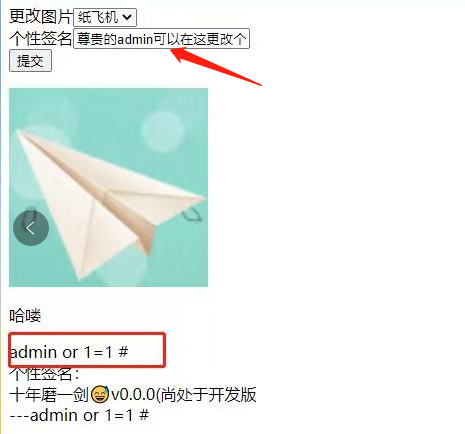 更改图片 纸飞机
个性签名 尊贵的admin可以在这更改个
提交
哈喽
admin or 1=1 #
个性签名：
十年磨一剑😅v0.0.0(尚处于开发版
---admin or 1=1 #